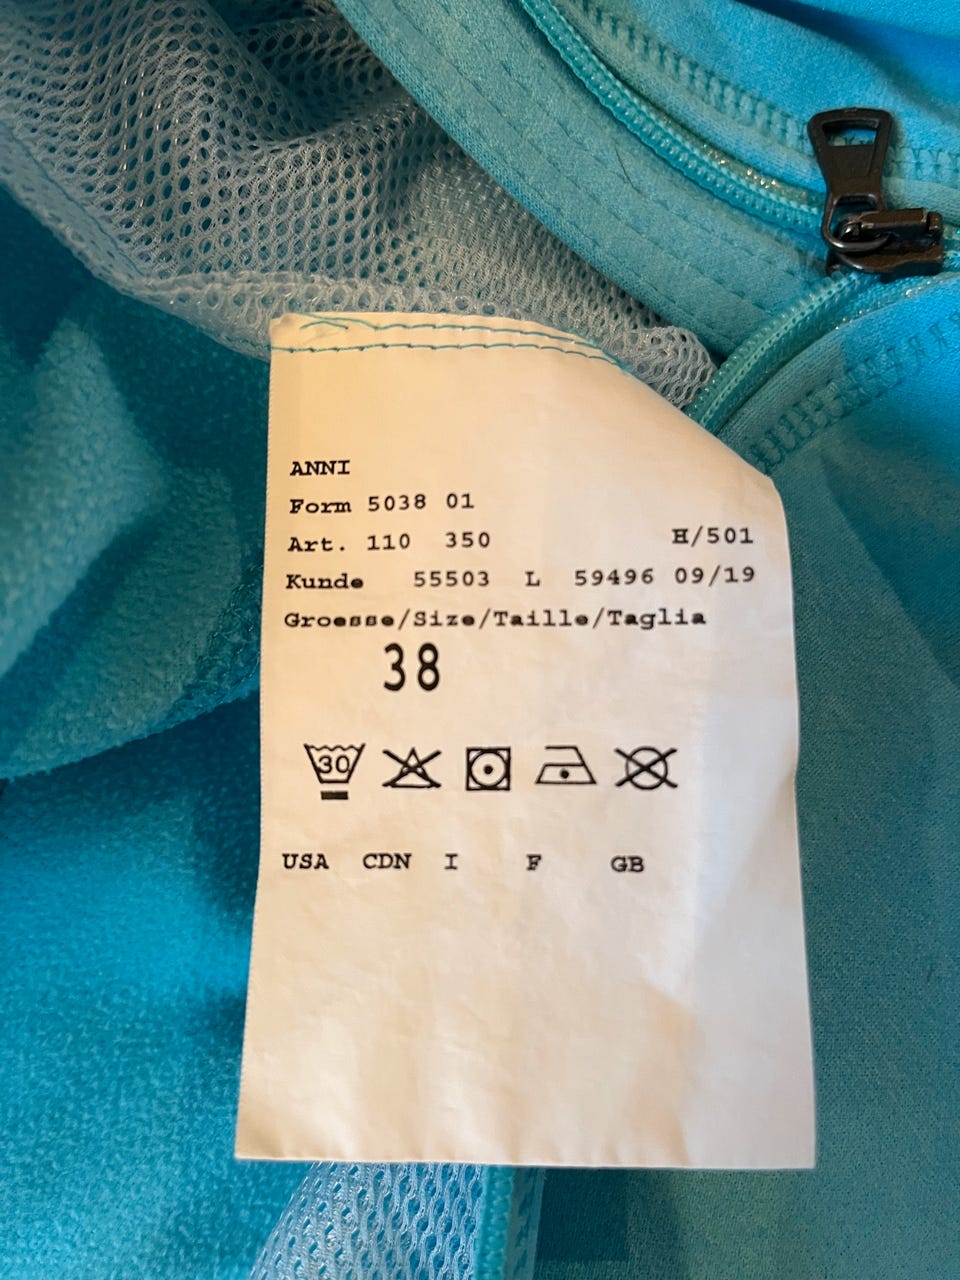 ANNI
Form 5038 01
Art. 110 350 H/501
Kunde 55503 L 59496 09/19
Groesse/Size/Taille/Taglia
38
30
USA CDN I F GB